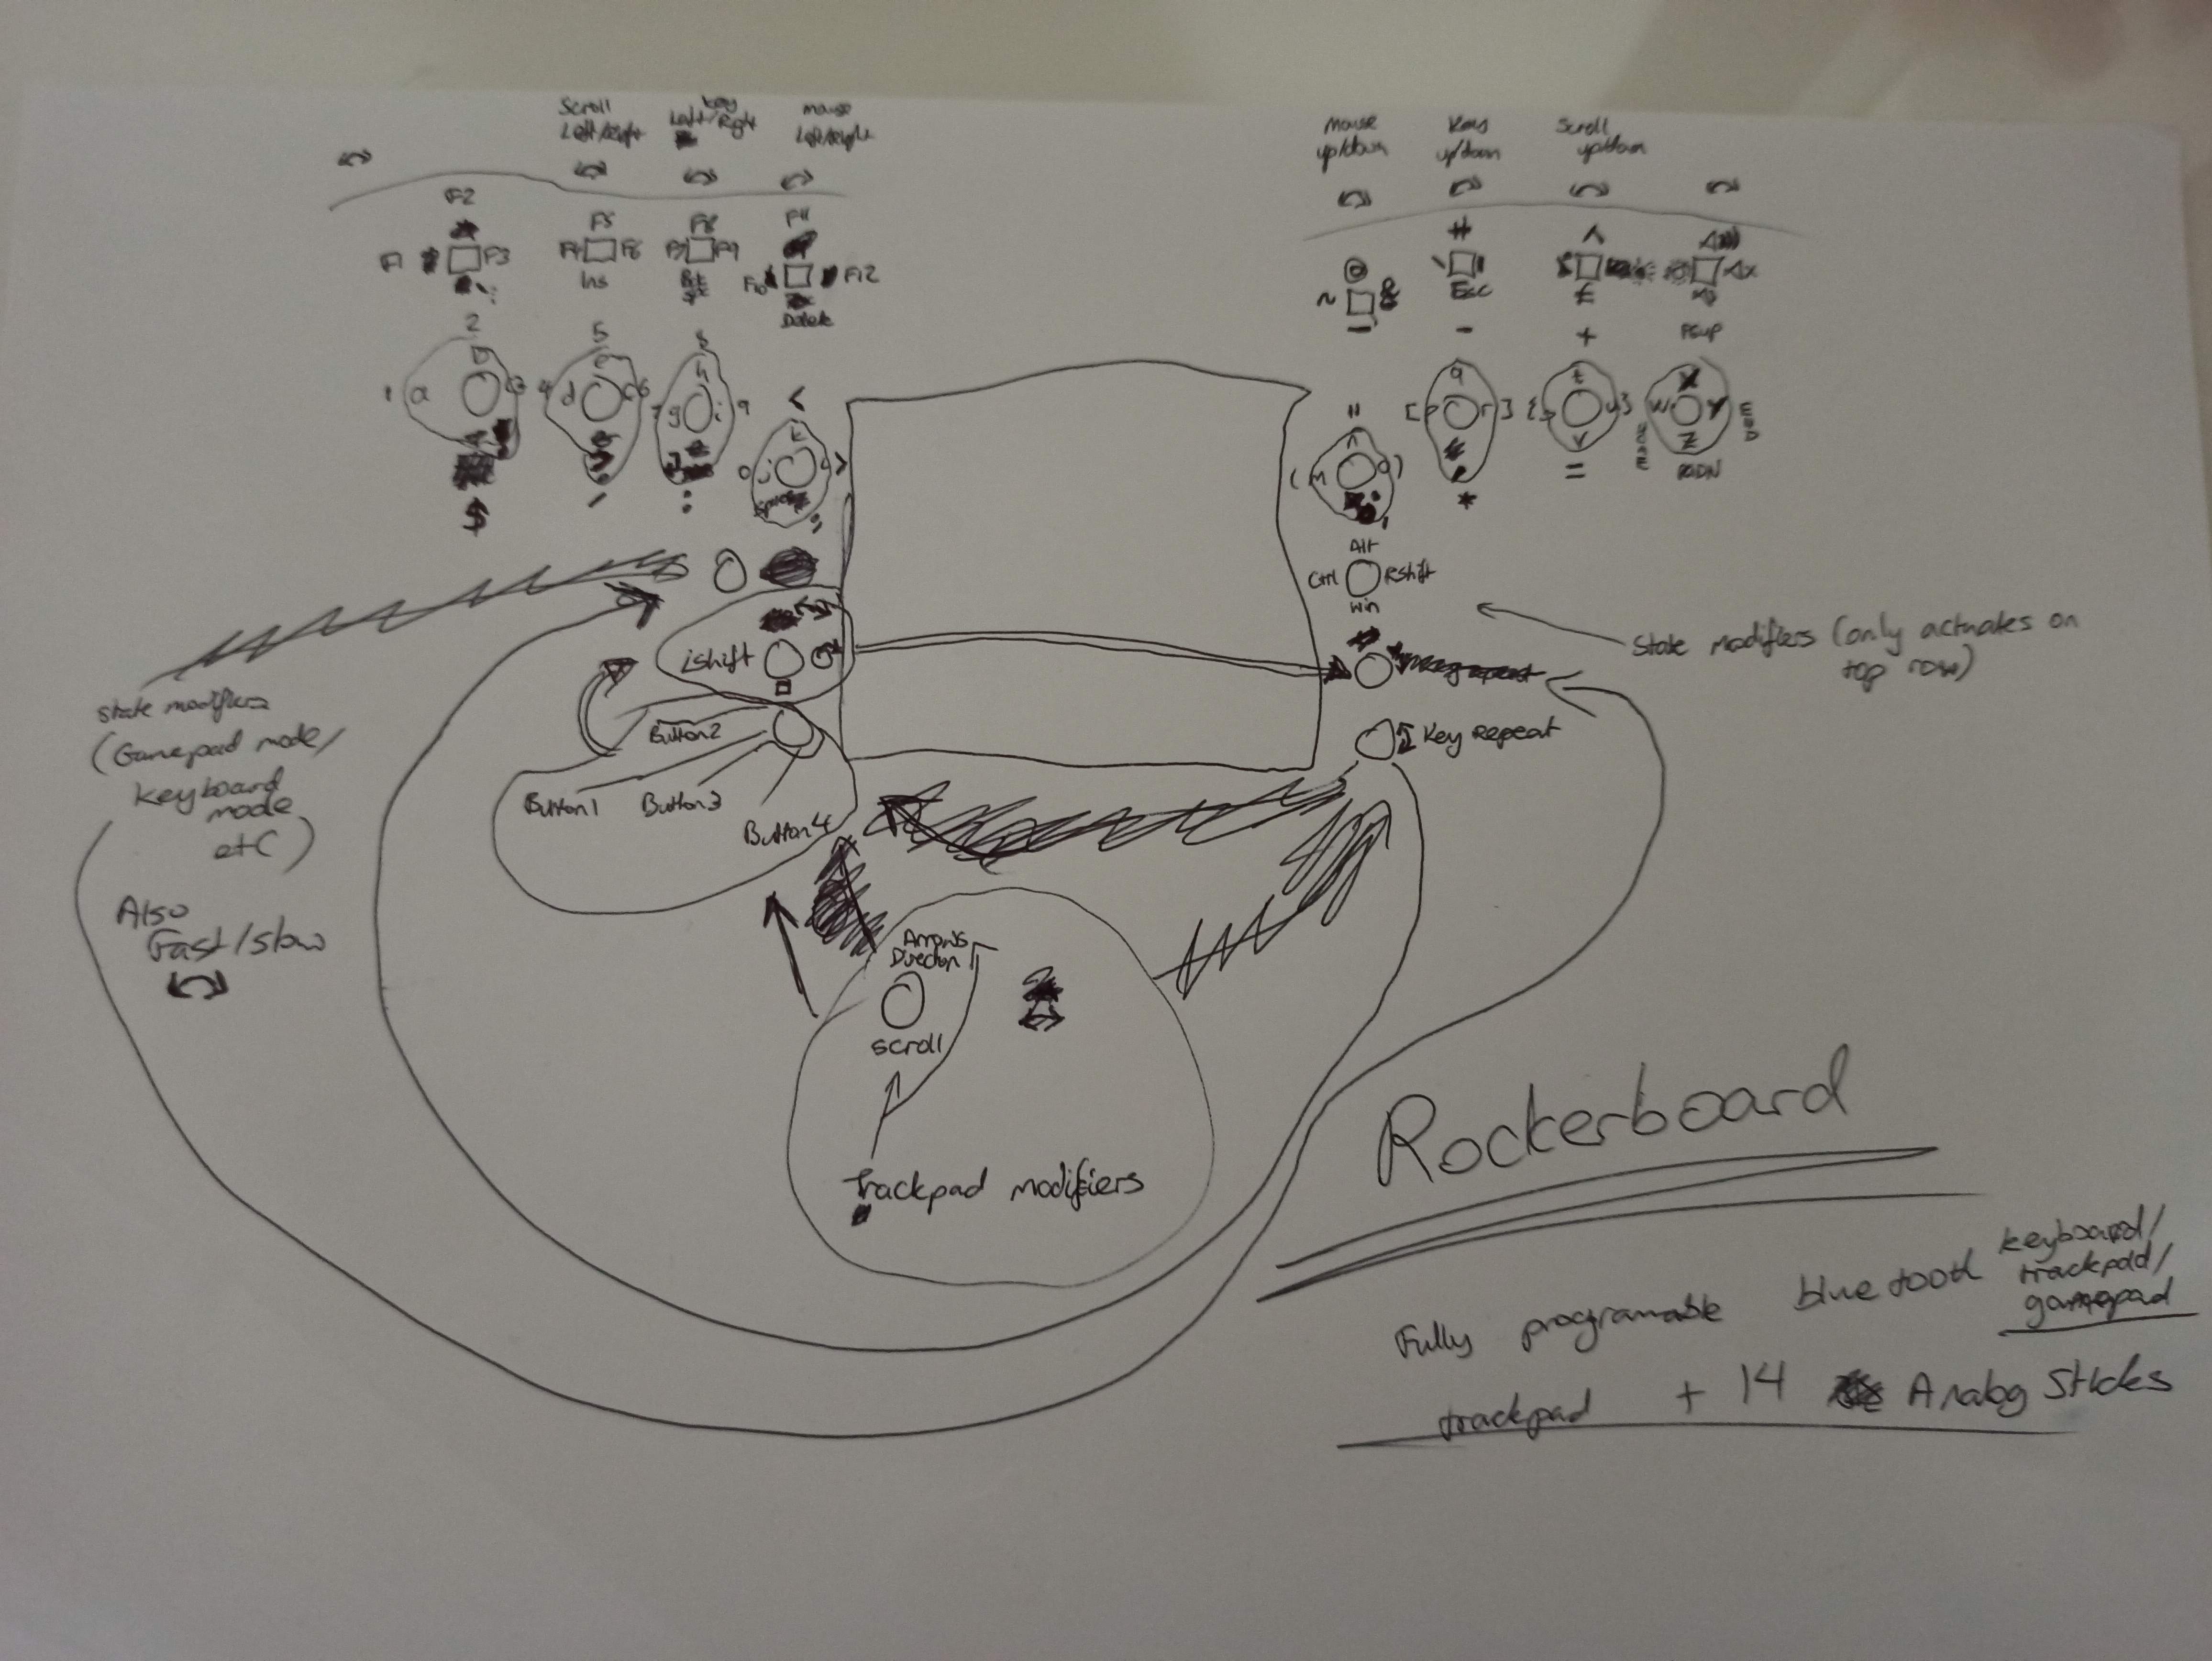 Scroll
Left/Right
key
Left/Right
mouse
Left/Right
mouse
up/down
keys
up/down
Scroll
up/down
F2
F1 F3
F5
F4 F6
Ins
F8
F7 F9
F11
F10 F12
Delete
@
~ &
#
\ |
Esc
^
£
2
1 a b c 3
$
5
4 d e f 6
/
8
7 g h i 9
:
<
0 j k l >
Space
;
"
( m n o )
-
[ p q r ]
*
+
{ s t u }
v
=
PGUP
W X Y
Z
HOME
END
PGDN
Alt
Ctrl Rshift
Win
State modifiers (only actuates on
top row)
lshift
Key Repeat
Button2
Button1 Button3
Button4
state modifiers
(Gamepad mode/
keyboard
mode
etc)
Also
Fast/slow
Arrows
Direction
scroll
Trackpad modifiers
Rockerboard
Fully programable bluetooth keyboard/
trackpad/
gamepad
trackpad + 14 Analog Sticks